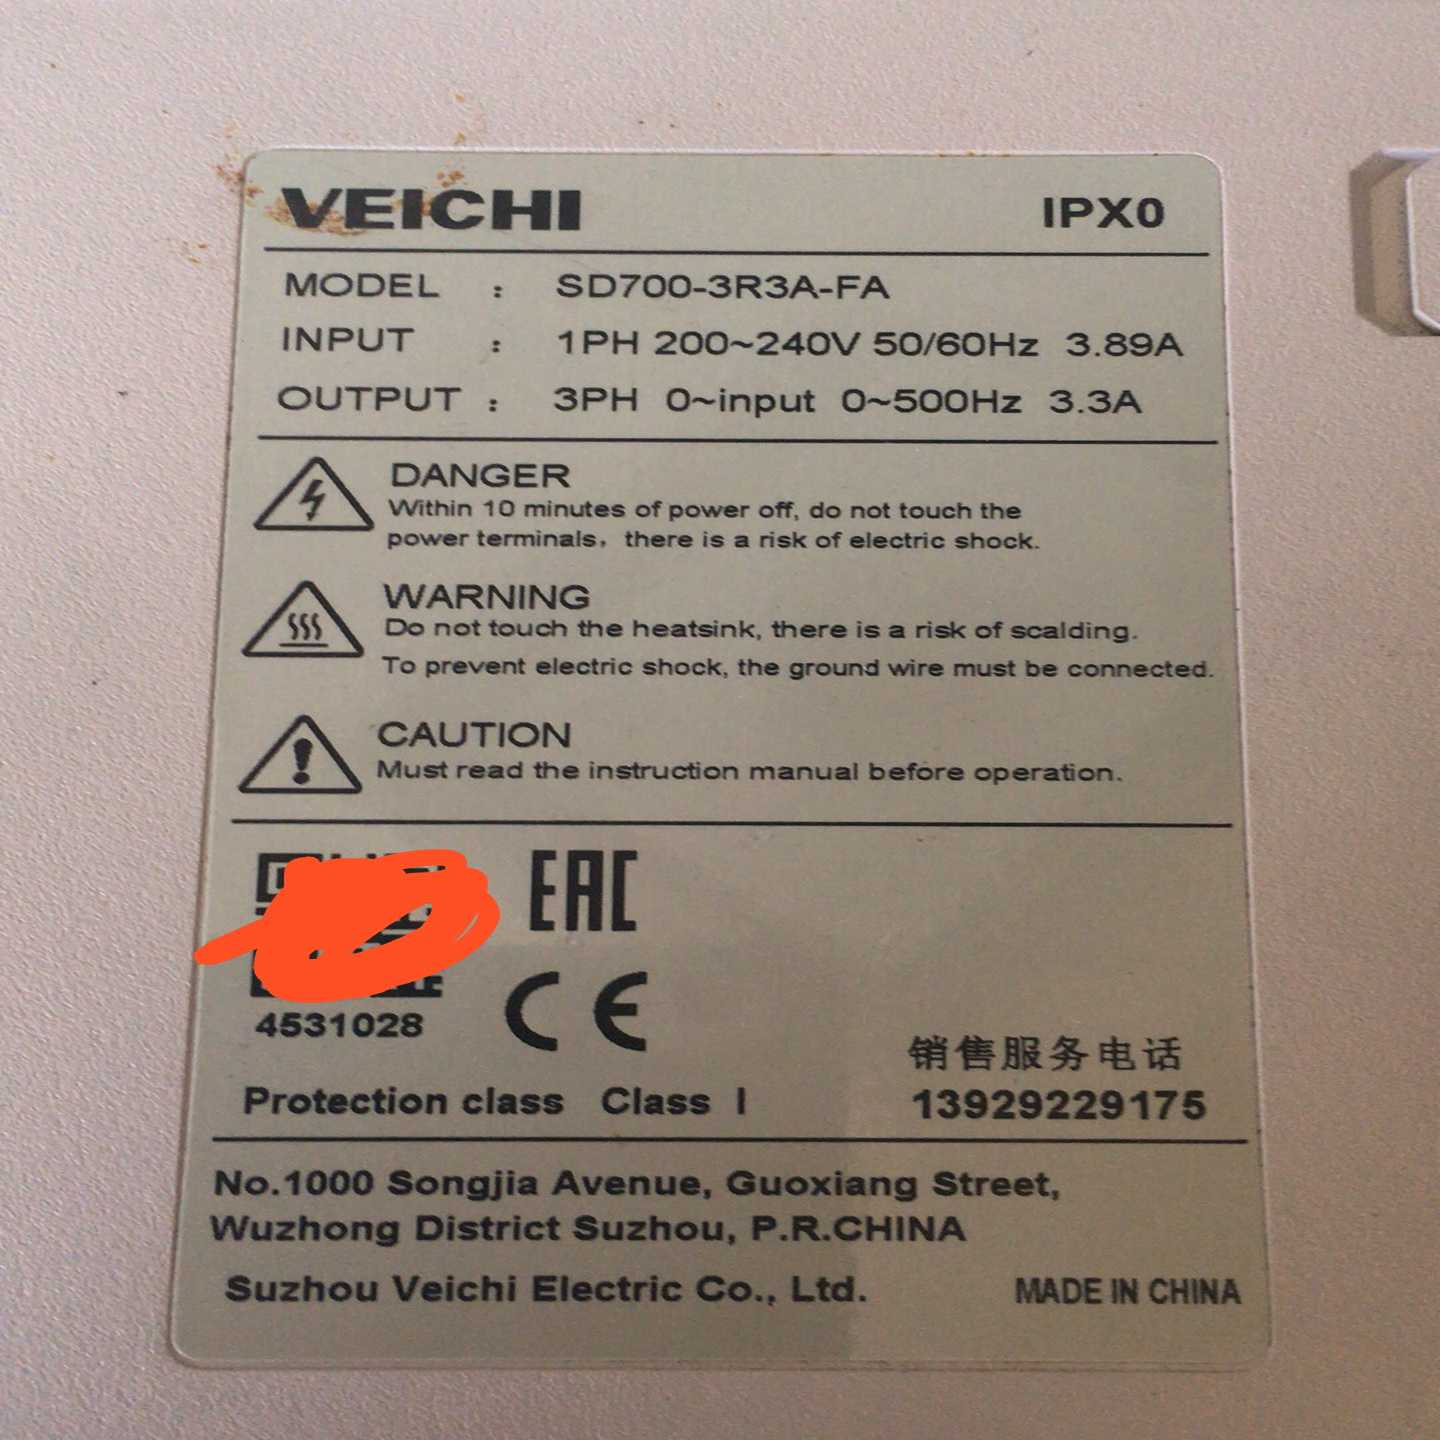 VEICHI IPX0
MODEL : SD700-3R3A-FA
INPUT : 1PH 200~240V 50/60Hz 3.89A
OUTPUT : 3PH 0~input 0~500Hz 3.3A
DANGER
Within 10 minutes of power off, do not touch the
power terminals, there is a risk of electric shock.
WARNING
Do not touch the heatsink, there is a risk of scalding.
To prevent electric shock, the ground wire must be connected.
CAUTION
Must read the instruction manual before operation.
EAC
CE
4531028
销售服务电话
Protection class Class I
13929229175
No.1000 Songjia Avenue, Guoxiang Street,
Wuzhong District Suzhou, P.R.CHINA
Suzhou Veichi Electric Co., Ltd. MADE IN CHINA